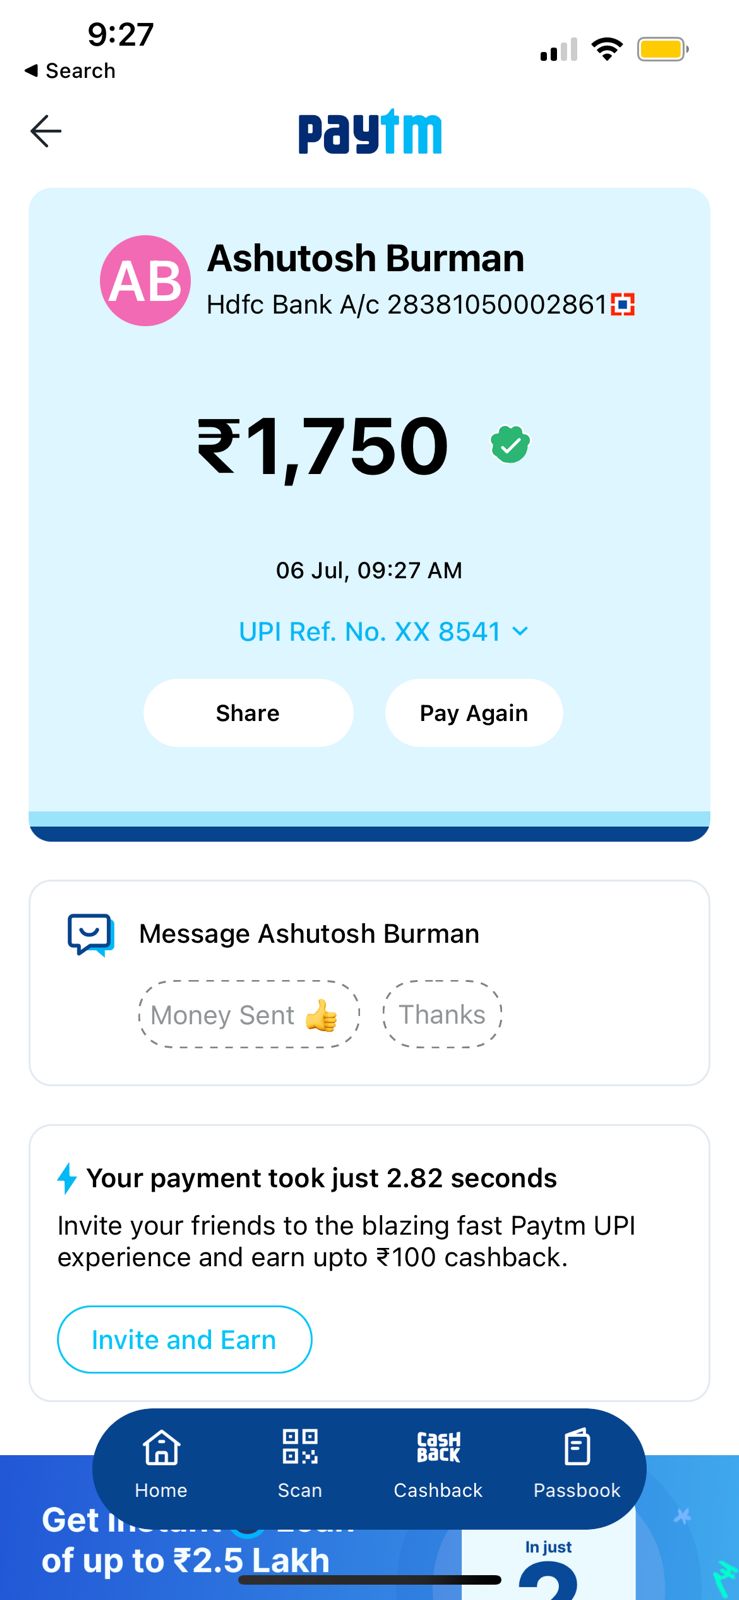 9:27
◀ Search
paytm
AB
Ashutosh Burman
Hdfc Bank A/c 28381050002861
₹1,750
06 Jul, 09:27 AM
UPI Ref. No. XX 8541
Share
Pay Again
Message Ashutosh Burman
Money Sent 👍
Thanks
Your payment took just 2.82 seconds
Invite your friends to the blazing fast Paytm UPI
experience and earn upto ₹100 cashback.
Invite and Earn
CASH
BACK
Home
Scan
Cashback
Passbook
Get
of up to ₹2.5 Lakh
In just
2